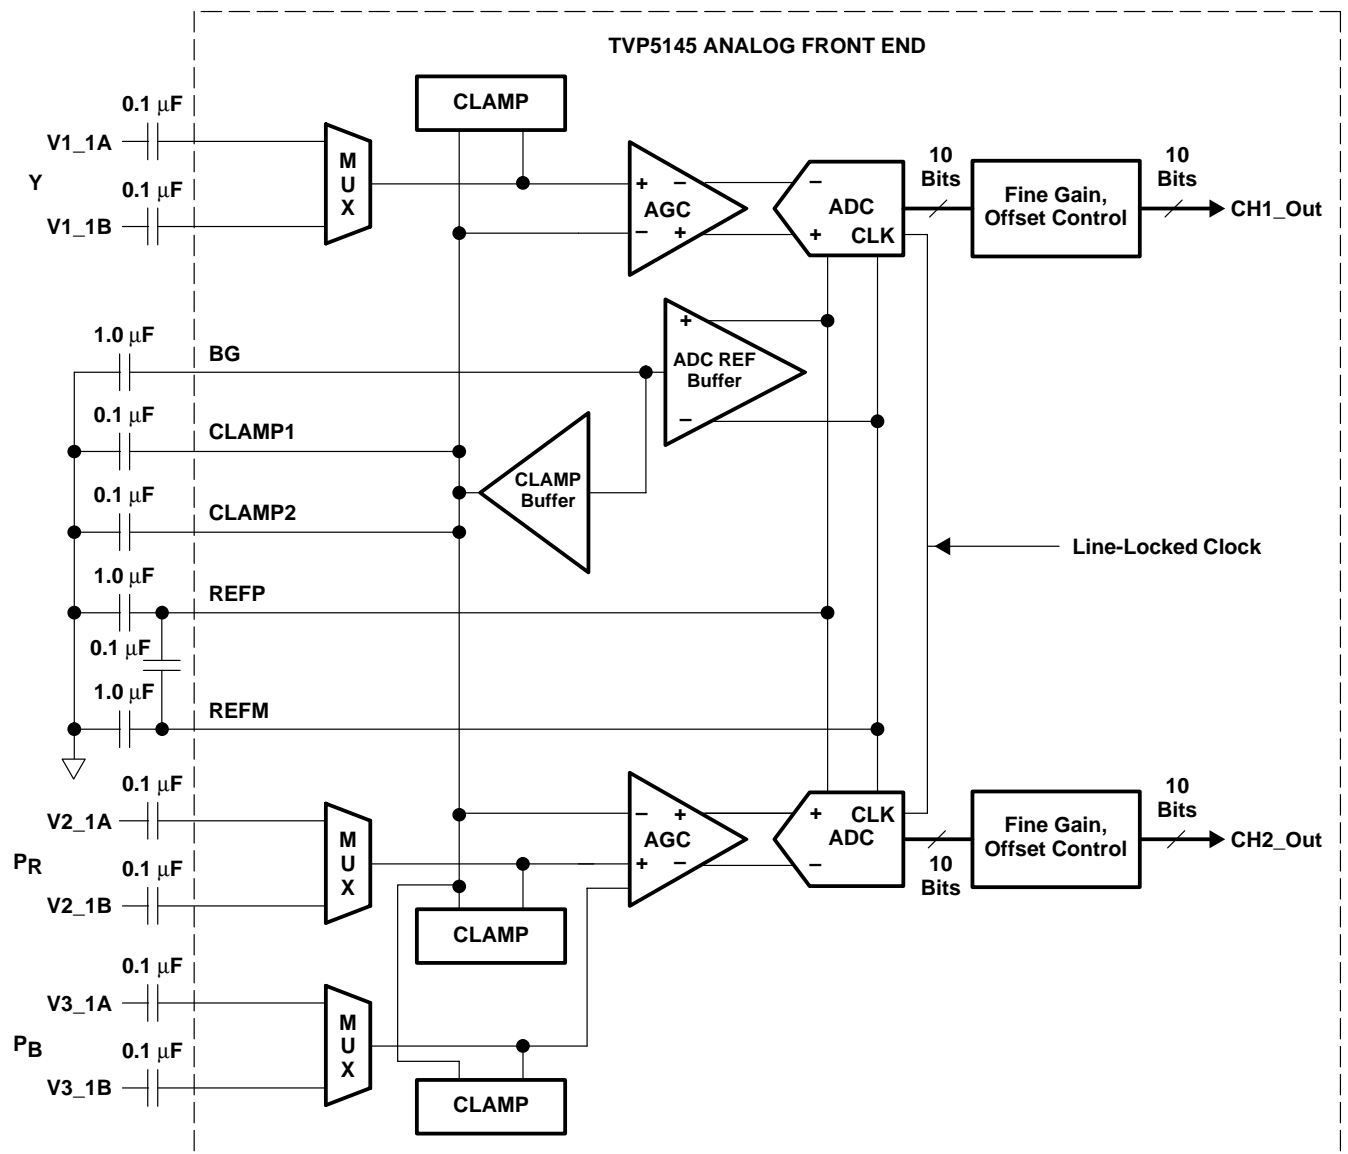 TVP5145 ANALOG FRONT END
CLAMP
0.1 μF
V1_1A
Y
0.1 μF
V1_1B
M
U
X
+ −
AGC
− +
−
ADC
+ CLK
10
Bits
Fine Gain,
Offset Control
10
Bits
CH1_Out
1.0 μF
BG
+
ADC REF
Buffer
−
0.1 μF
CLAMP1
CLAMP
Buffer
0.1 μF
CLAMP2
Line-Locked Clock
1.0 μF
REFP
0.1 μF
1.0 μF
REFM
0.1 μF
V2_1A
PR
0.1 μF
V2_1B
M
U
X
− +
AGC
+ −
+ CLK
ADC
−
10
Bits
Fine Gain,
Offset Control
10
Bits
CH2_Out
CLAMP
0.1 μF
V3_1A
PB
0.1 μF
V3_1B
M
U
X
CLAMP